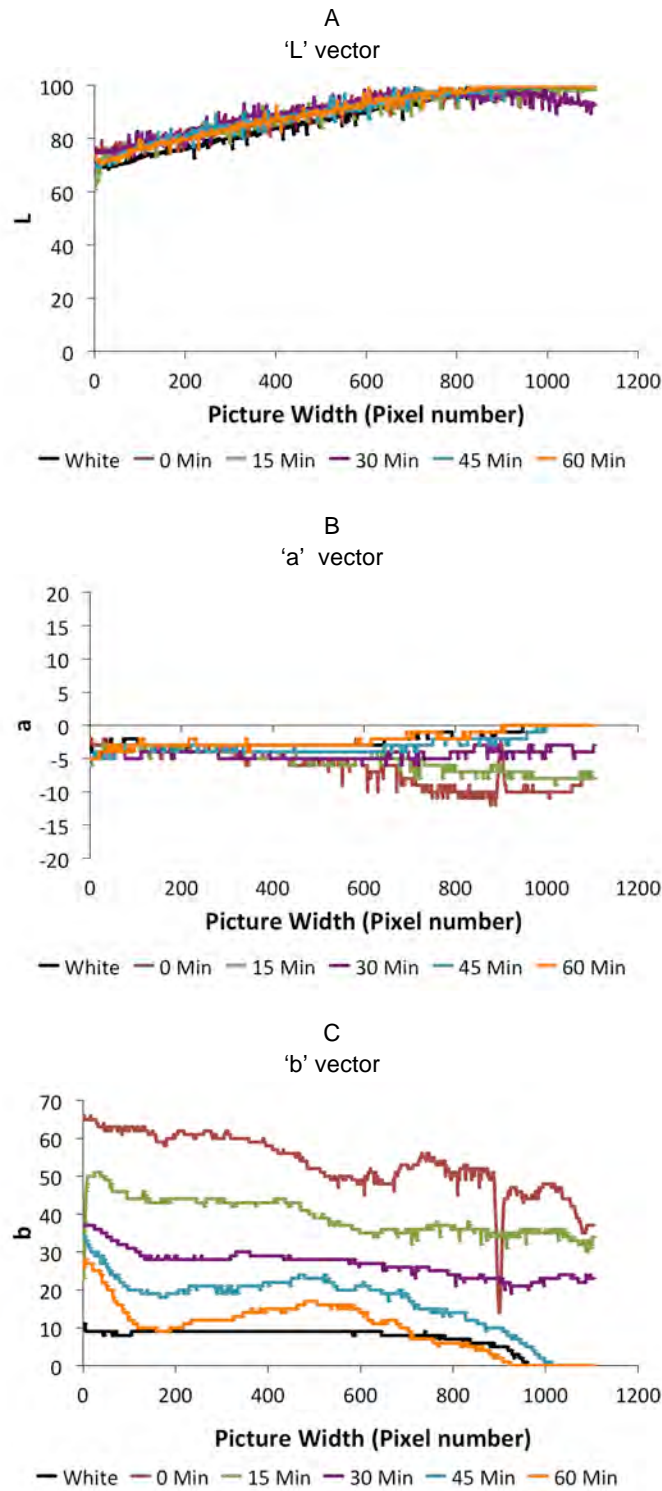 A
‘L’ vector
100
80
60
40
20
0
L
0 200 400 600 800 1000 1200
Picture Width (Pixel number)
White 0 Min 15 Min 30 Min 45 Min 60 Min
B
‘a’ vector
20
15
10
5
0
-5
-10
-15
-20
a
0 200 400 600 800 1000 1200
Picture Width (Pixel number)
White 0 Min 15 Min 30 Min 45 Min 60 Min
C
‘b’ vector
70
60
50
40
30
20
10
0
b
0 200 400 600 800 1000 1200
Picture Width (Pixel number)
White 0 Min 15 Min 30 Min 45 Min 60 Min